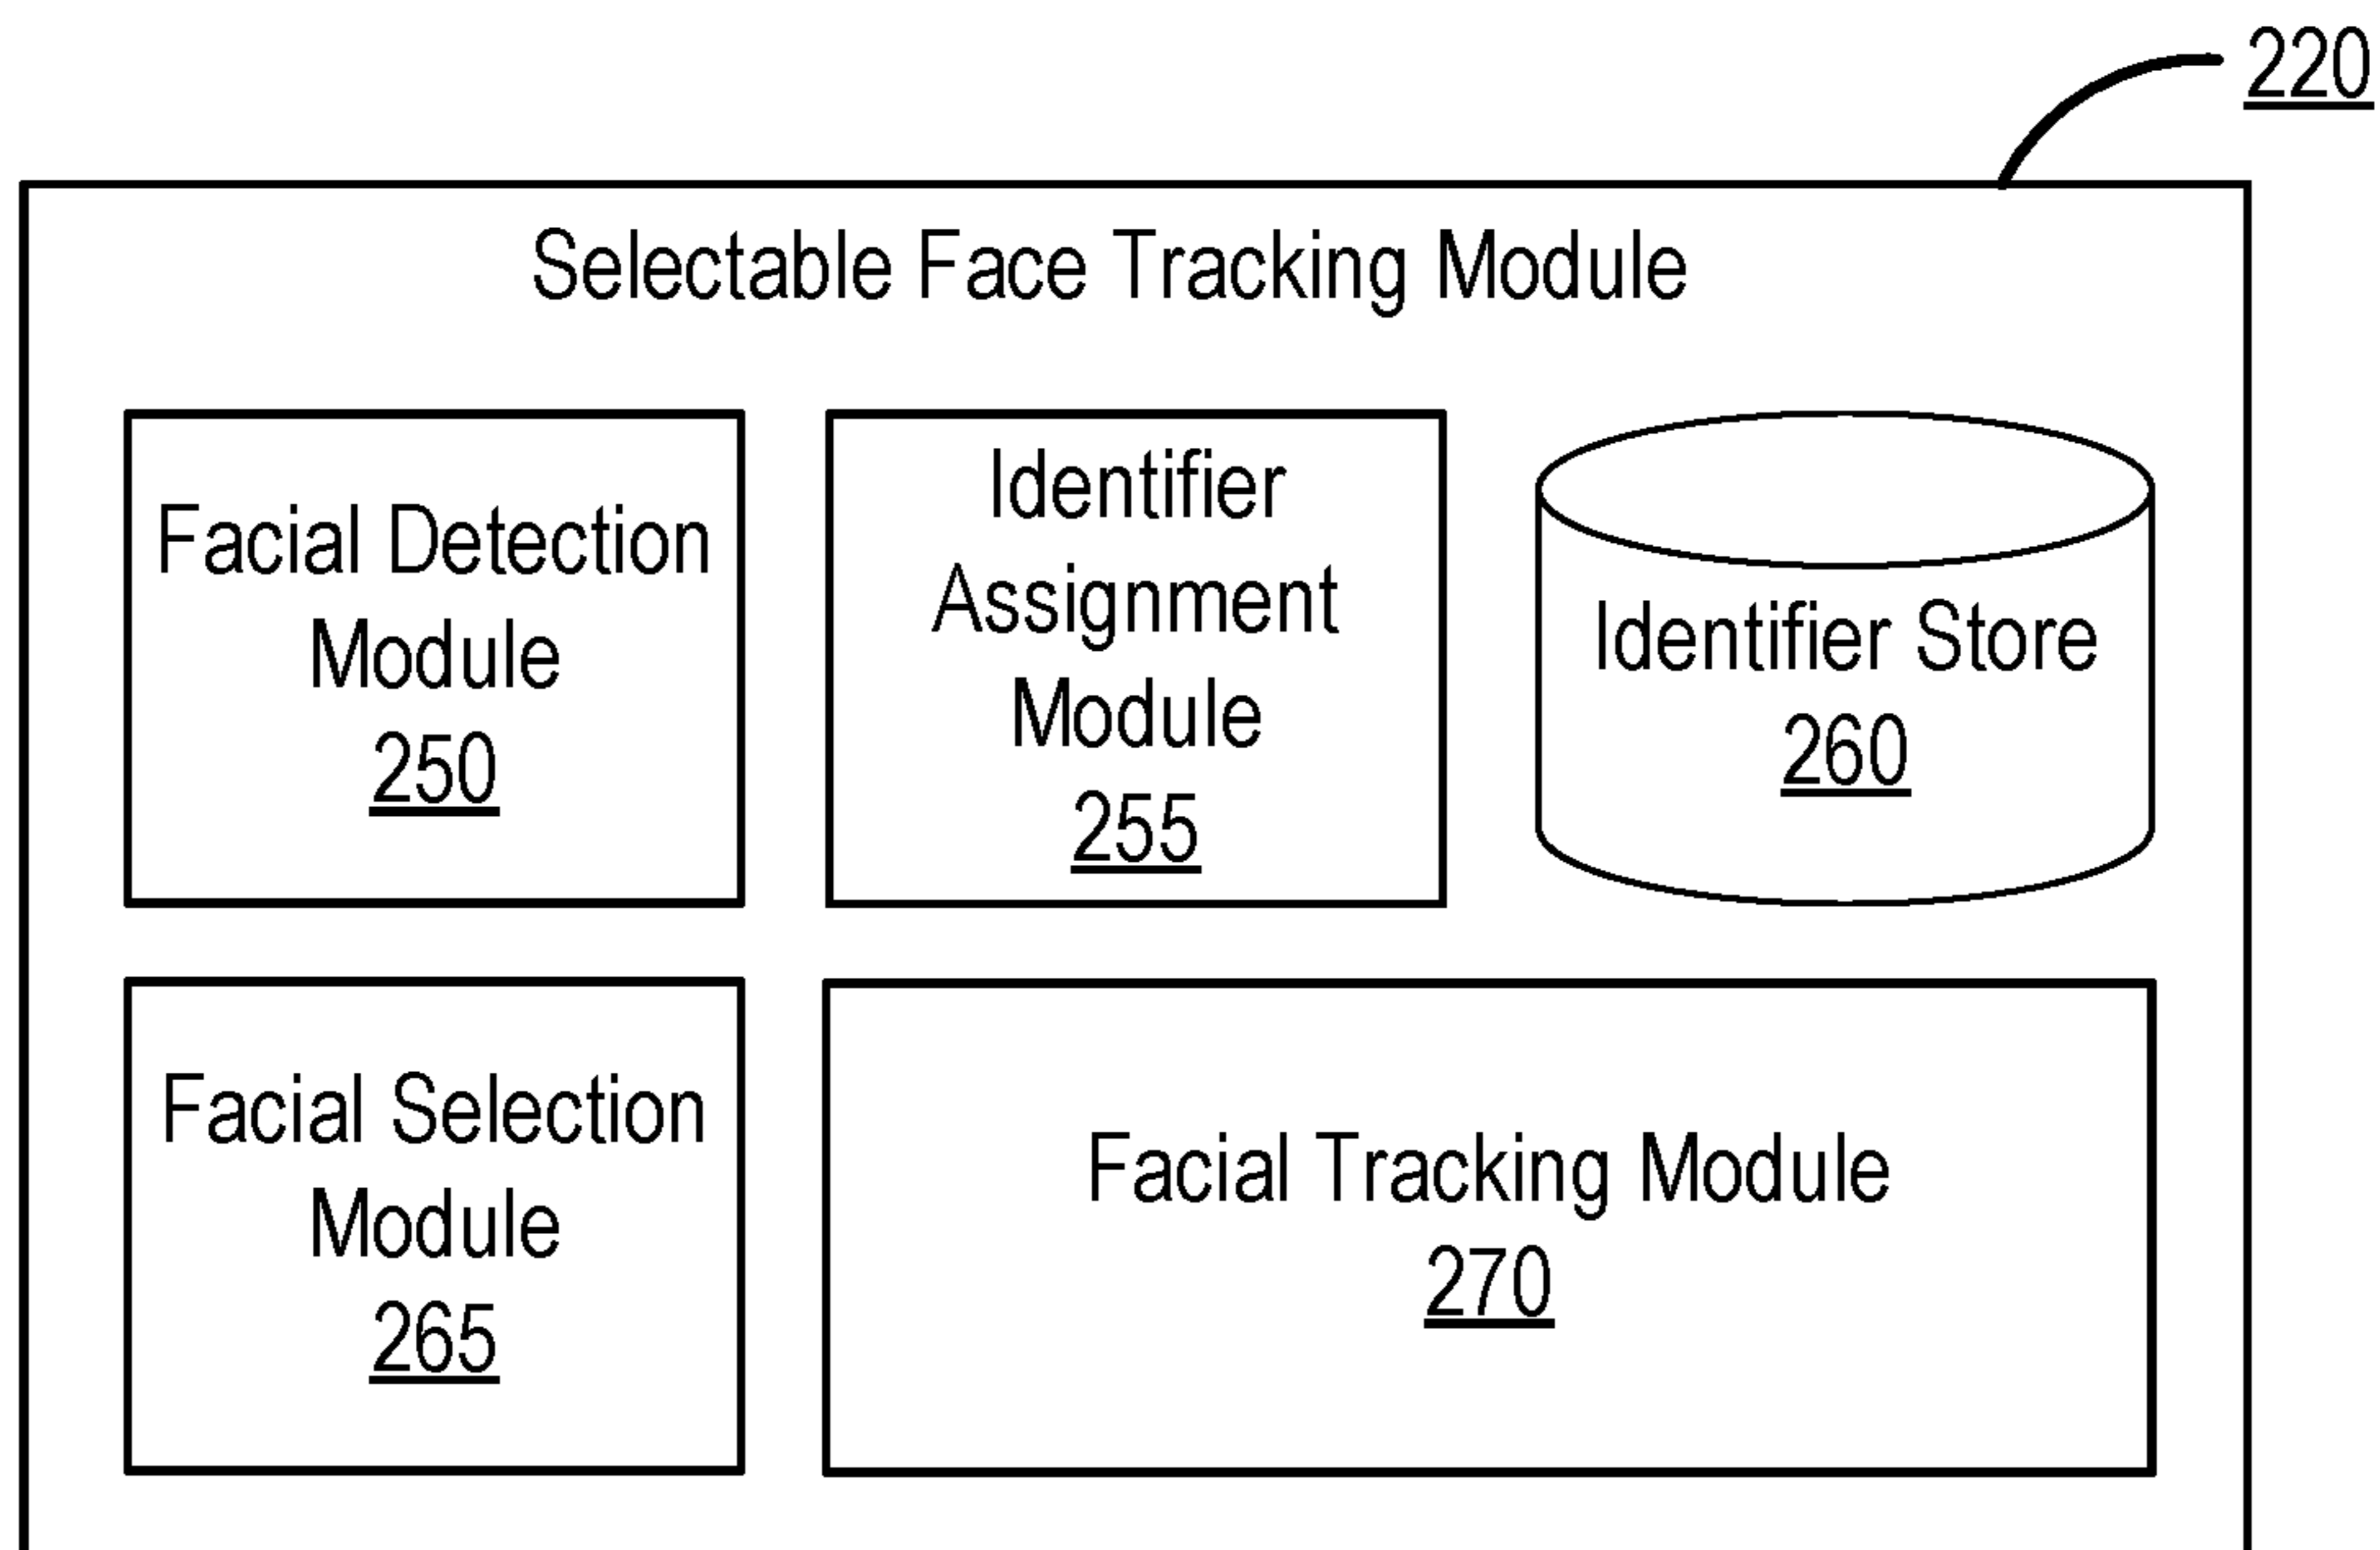 220
Selectable Face Tracking Module
Facial Detection
Module
250
Identifier
Assignment
Module
255
Identifier Store
260
Facial Selection
Module
265
Facial Tracking Module
270